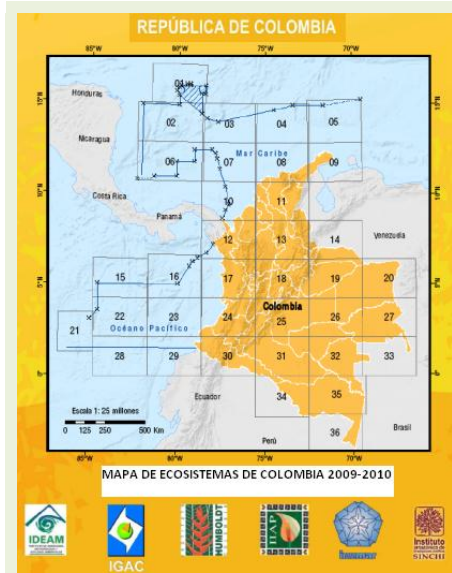 REPÚBLICA DE COLOMBIA
85°W 80°W 75°W 70°W
Honduras
01
15°N 15°N
02 03 04 05
Nicaragua
Mar Caribe
06 07 08 09
10°N 10°N
Costa Rica
10 11
Panamá
12 13 14
Venezuela
5°N 5°N
15 16 17 18 19 20
Colombia
21 22 23 24 25 26 27
Océano Pacífico
28 29 30 31 32 33
0° 0°
Ecuador
34 35
Escala 1: 25 millones
0 125 250 500 Km
Perú
36
Brasil
85°W 80°W 75°W 70°W
MAPA DE ECOSISTEMAS DE COLOMBIA 2009-2010
IDEAM
IGAC
HUMBOLDT
IIAP
Instituto
SINCHI